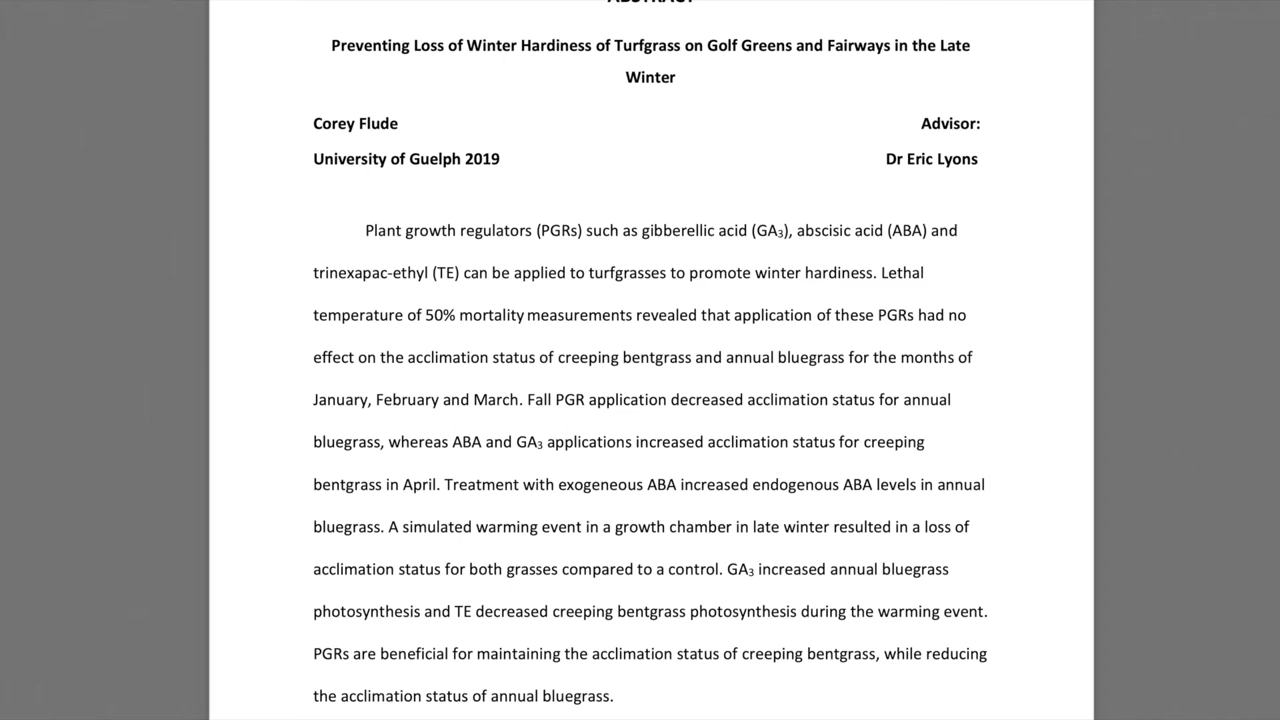 ABSTRACT
Preventing Loss of Winter Hardiness of Turfgrass on Golf Greens and Fairways in the Late
Winter
Corey Flude Advisor:
University of Guelph 2019 Dr Eric Lyons
Plant growth regulators (PGRs) such as gibberellic acid (GA₃), abscisic acid (ABA) and
trinexapac-ethyl (TE) can be applied to turfgrasses to promote winter hardiness. Lethal
temperature of 50% mortality measurements revealed that application of these PGRs had no
effect on the acclimation status of creeping bentgrass and annual bluegrass for the months of
January, February and March. Fall PGR application decreased acclimation status for annual
bluegrass, whereas ABA and GA₃ applications increased acclimation status for creeping
bentgrass in April. Treatment with exogeneous ABA increased endogenous ABA levels in annual
bluegrass. A simulated warming event in a growth chamber in late winter resulted in a loss of
acclimation status for both grasses compared to a control. GA₃ increased annual bluegrass
photosynthesis and TE decreased creeping bentgrass photosynthesis during the warming event.
PGRs are beneficial for maintaining the acclimation status of creeping bentgrass, while reducing
the acclimation status of annual bluegrass.